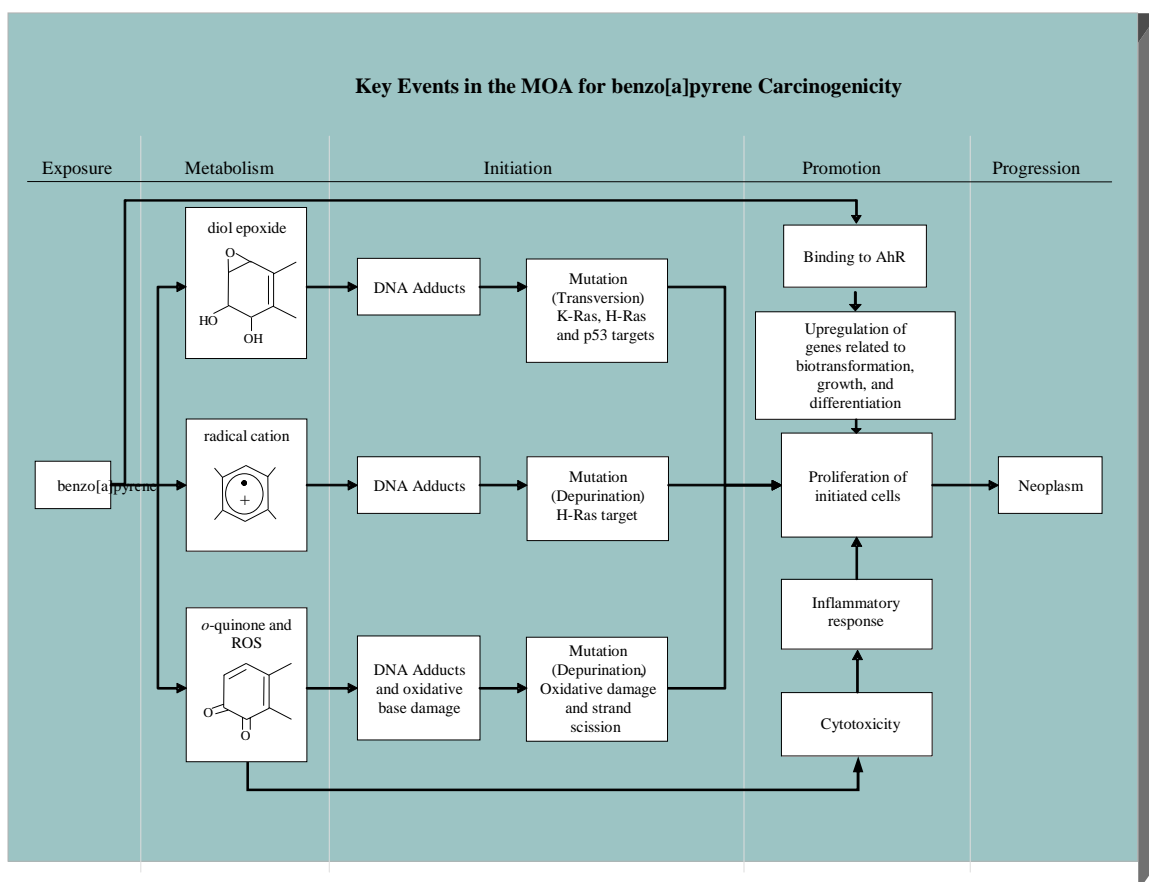 Key Events in the MOA for benzo[a]pyrene Carcinogenicity
Exposure
Metabolism
Initiation
Promotion
Progression
benzo[a]pyrene
diol epoxide
O
HO
OH
DNA Adducts
Mutation
(Transversion)
K-Ras, H-Ras
and p53 targets
Binding to AhR
Upregulation of
genes related to
biotransformation,
growth, and
differentiation
radical cation
+
DNA Adducts
Mutation
(Depurination)
H-Ras target
Proliferation of
initiated cells
Neoplasm
o-quinone and
ROS
O
O
DNA Adducts
and oxidative
base damage
Mutation
(Depurination,)
Oxidative damage
and strand
scission
Inflammatory
response
Cytotoxicity